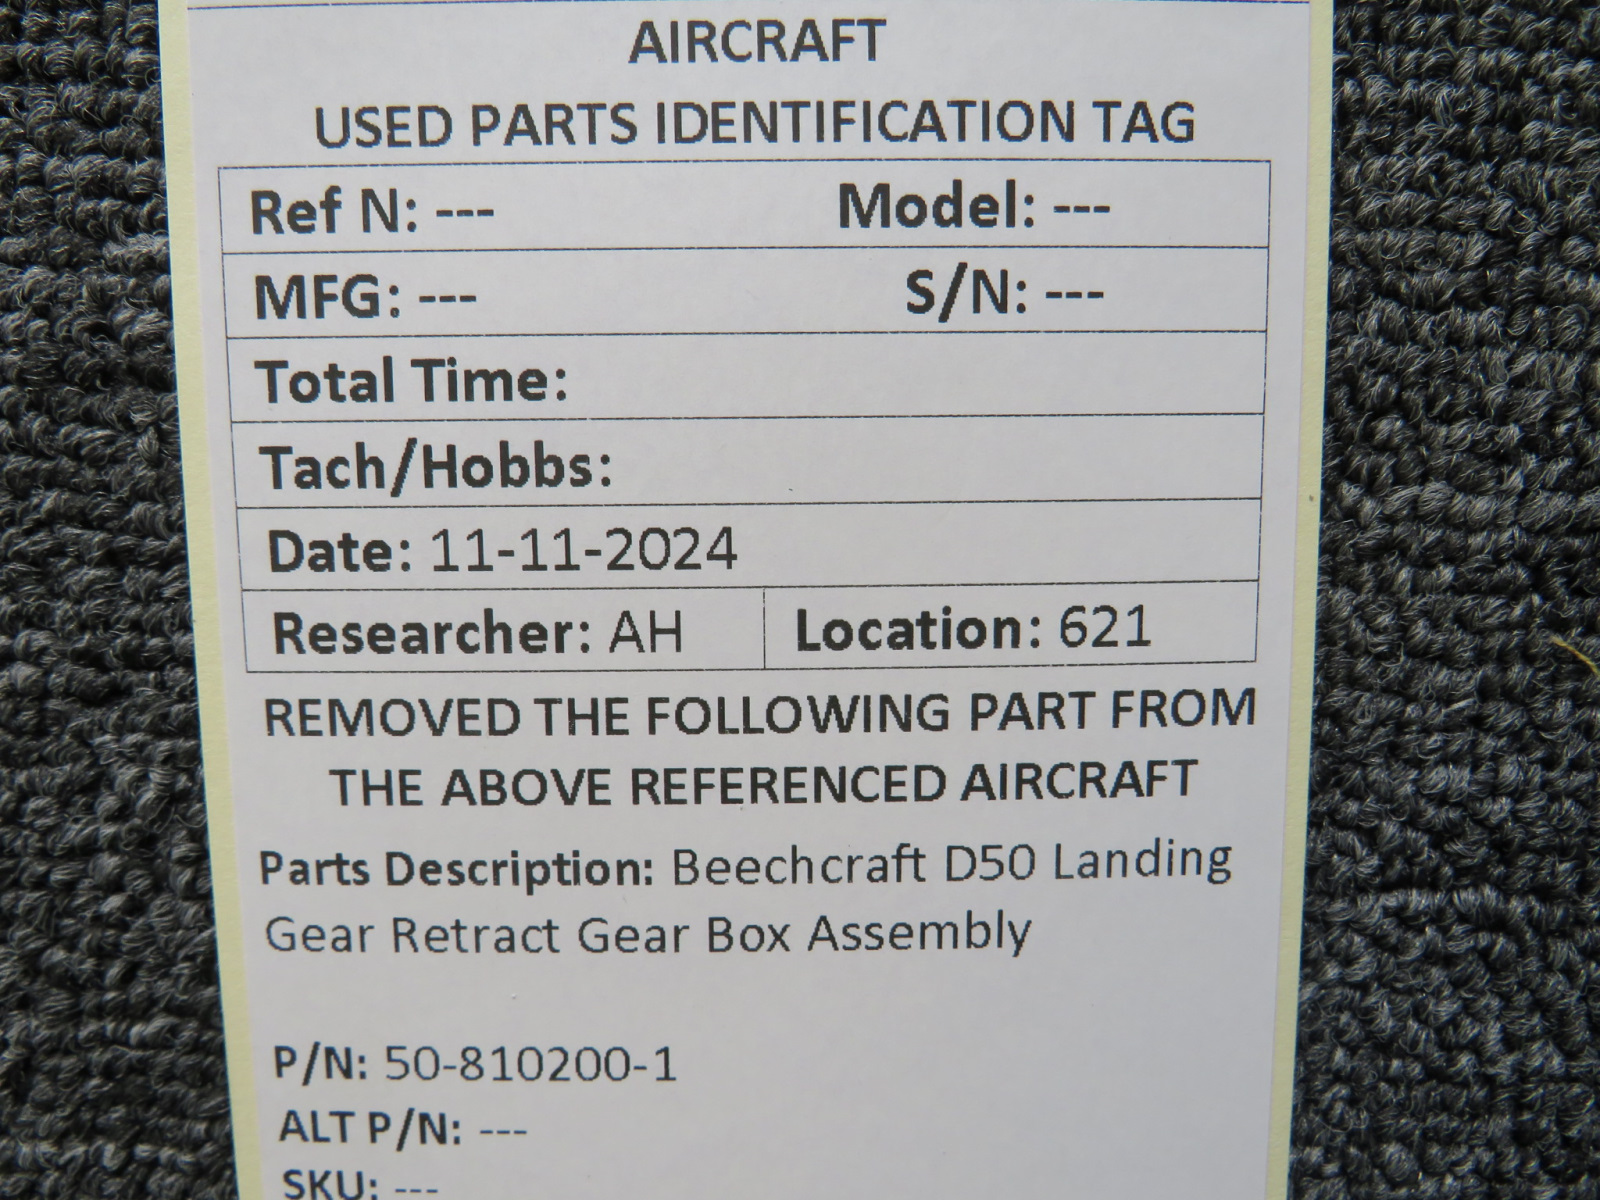 AIRCRAFT
USED PARTS IDENTIFICATION TAG
Ref N: --- Model: ---
MFG: --- S/N: ---
Total Time:
Tach/Hobbs:
Date: 11-11-2024
Researcher: AH Location: 621
REMOVED THE FOLLOWING PART FROM
THE ABOVE REFERENCED AIRCRAFT
Parts Description: Beechcraft D50 Landing
Gear Retract Gear Box Assembly
P/N: 50-810200-1
ALT P/N: ---
SKU: ---